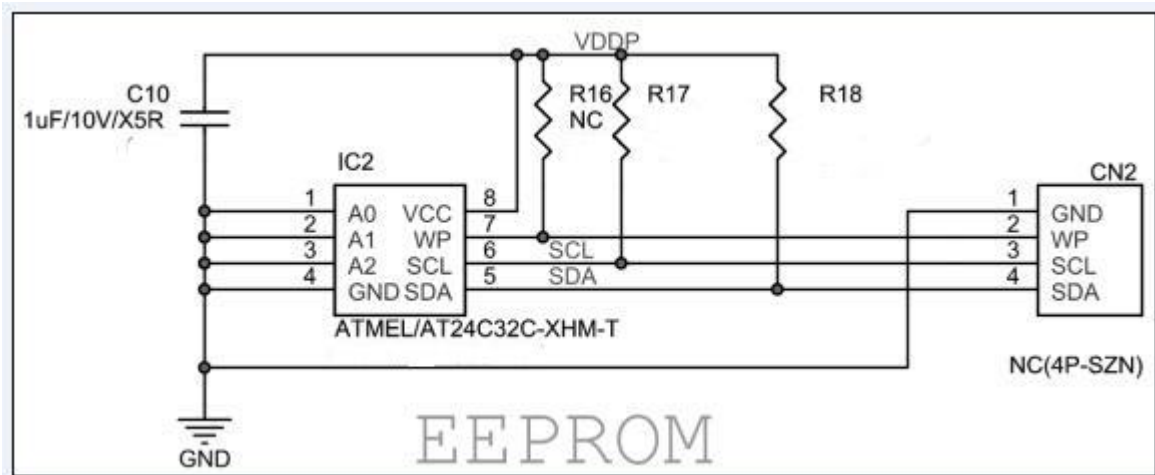 VDDP
C10
1uF/10V/X5R
R16
NC
R17
R18
IC2
CN2
1 A0 VCC 8
2 A1 WP 7
3 A2 SCL 6 SCL
4 GND SDA 5 SDA
1 GND
2 WP
3 SCL
4 SDA
ATMEL/AT24C32C-XHM-T
NC(4P-SZN)
EEPROM
GND